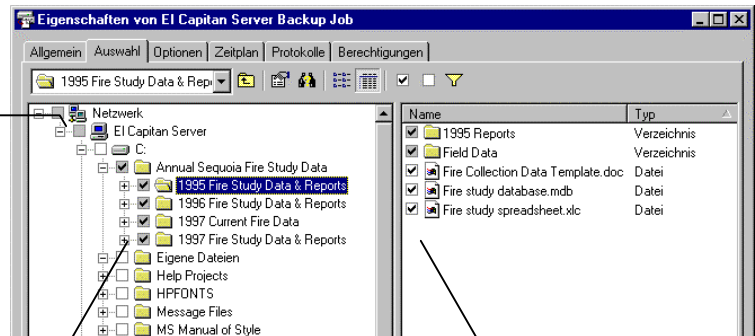 Eigenschaften von El Capitan Server Backup Job
Allgemein Auswahl Optionen Zeitplan Protokolle Berechtigungen
1995 Fire Study Data & Rep
Netzwerk
El Capitan Server
C:
Annual Sequoia Fire Study Data
1995 Fire Study Data & Reports
1996 Fire Study Data & Reports
1997 Current Fire Data
1997 Fire Study Data & Reports
Eigene Dateien
Help Projects
HPFONTS
Message Files
MS Manual of Style
Name Typ
1995 Reports Verzeichnis
Field Data Verzeichnis
Fire Collection Data Template.doc Datei
Fire study database.mdb Datei
Fire study spreadsheet.xlc Datei